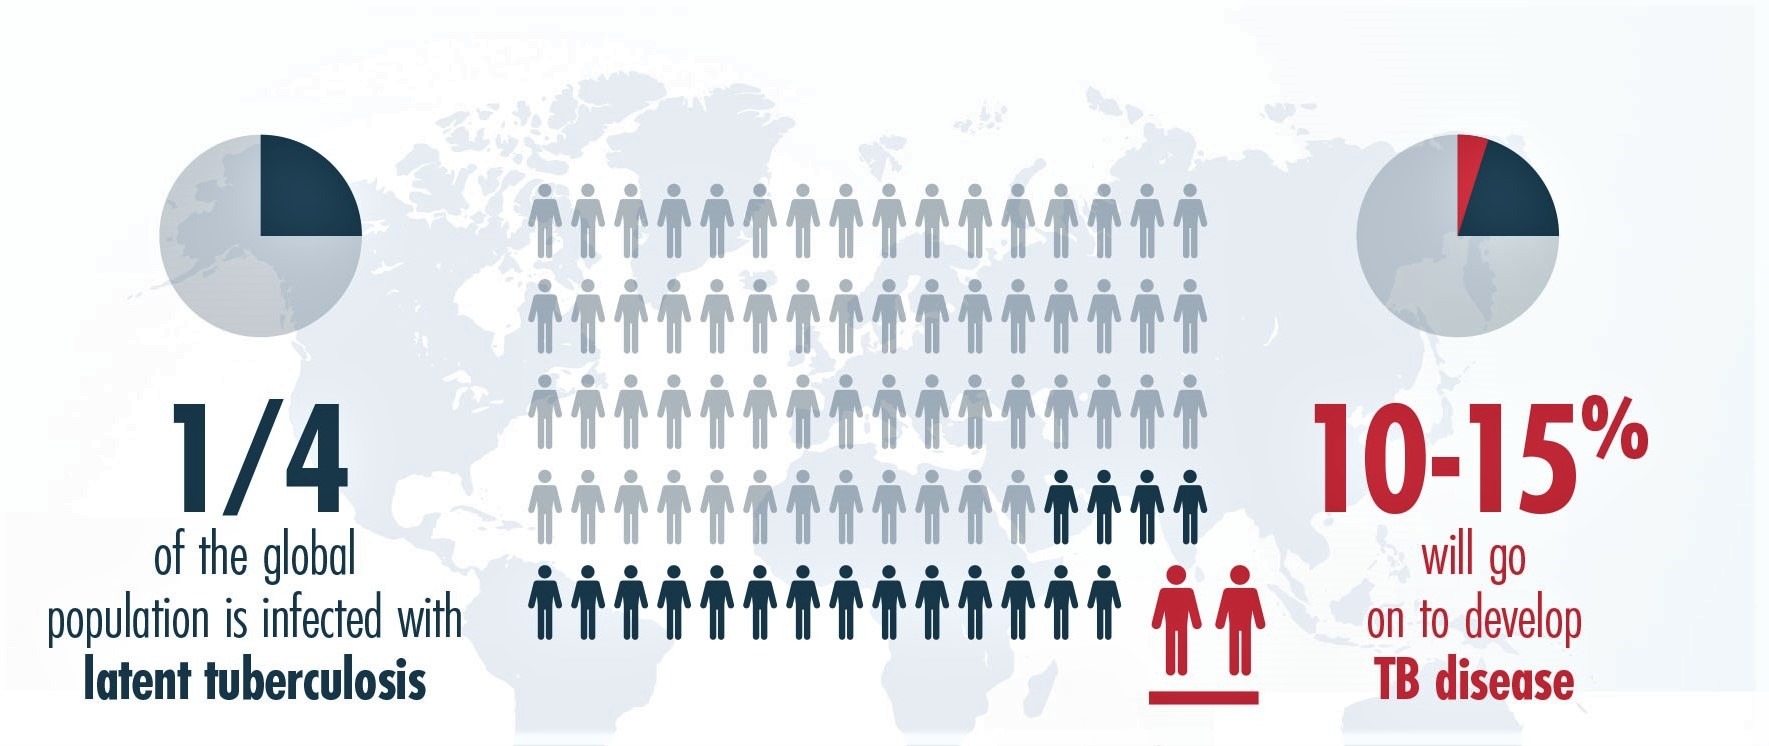 1/4
of the global
population is infected with
latent tuberculosis
10-15%
will go
on to develop
TB disease